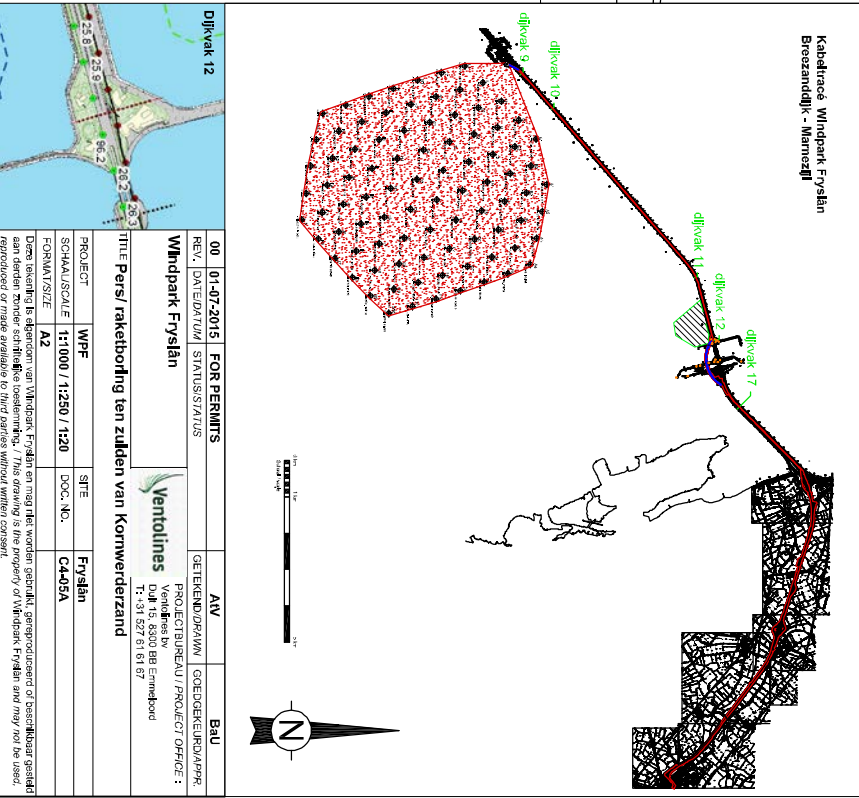 Kabeltracé Windpark Fryslân
Breezanddijk - Marnezijl
dijkvak 9
dijkvak 10
dijkvak 11
dijkvak 12
dijkvak 17
N
Dijkvak 12
25.8
25.9
96.2
26.2
26.3
00 01-07-2015 FOR PERMITS AtV BaU
REV. DATE/DATUM STATUS/STATUS GETEKEND/DRAWN GOEDGEKEURD/APPR.
Windpark Fryslân
Ventolines
PROJECTBUREAU / PROJECT OFFICE :
Ventolines bv
Duit 15, 8300 BB Emmeloord
T: +31 527 61 61 67
TITLE Pers/ raketboring ten zuiden van Kornwerderzand
PROJECT WPF SITE Fryslân
SCHAAL/SCALE 1:1000 / 1:250 / 1:20 DOC. NO. C4-05A
FORMAT/SIZE A2
Deze tekening is eigendom van Windpark Fryslân en mag niet worden gebruikt, gereproduceerd of beschikbaar gesteld
aan derden zonder schriftelijke toestemming. / This drawing is the property of Windpark Fryslân and may not be used,
reproduced or made available to third parties without written consent.